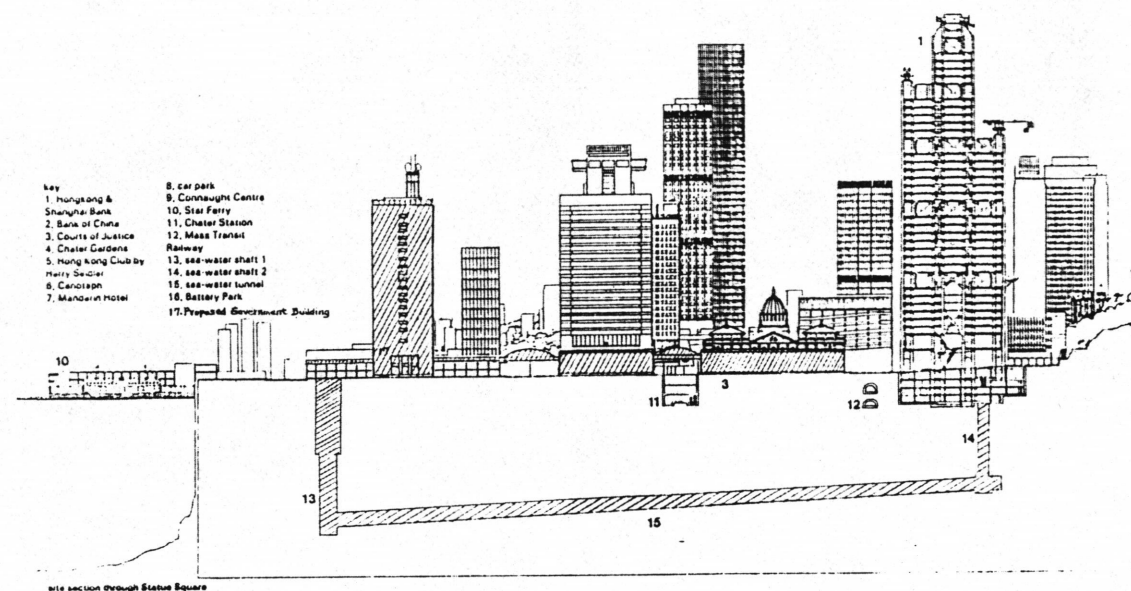 key
1, Hongkong &
Shanghai Bank
2, Bank of China
3, Courts of Justice
4, Chater Gardens
5, Hong Kong Club by
Harry Seidler
6, Cenotaph
7, Mandarin Hotel
8, car park
9, Connaught Centre
10, Star Ferry
11, Chater Station
12, Mass Transit
Railway
13, sea-water shaft 1
14, sea-water shaft 2
15, sea-water tunnel
16, Battery Park
17. Proposed Government Building
1
10
17
3
11
12
14
13
15
site section through Statue Square